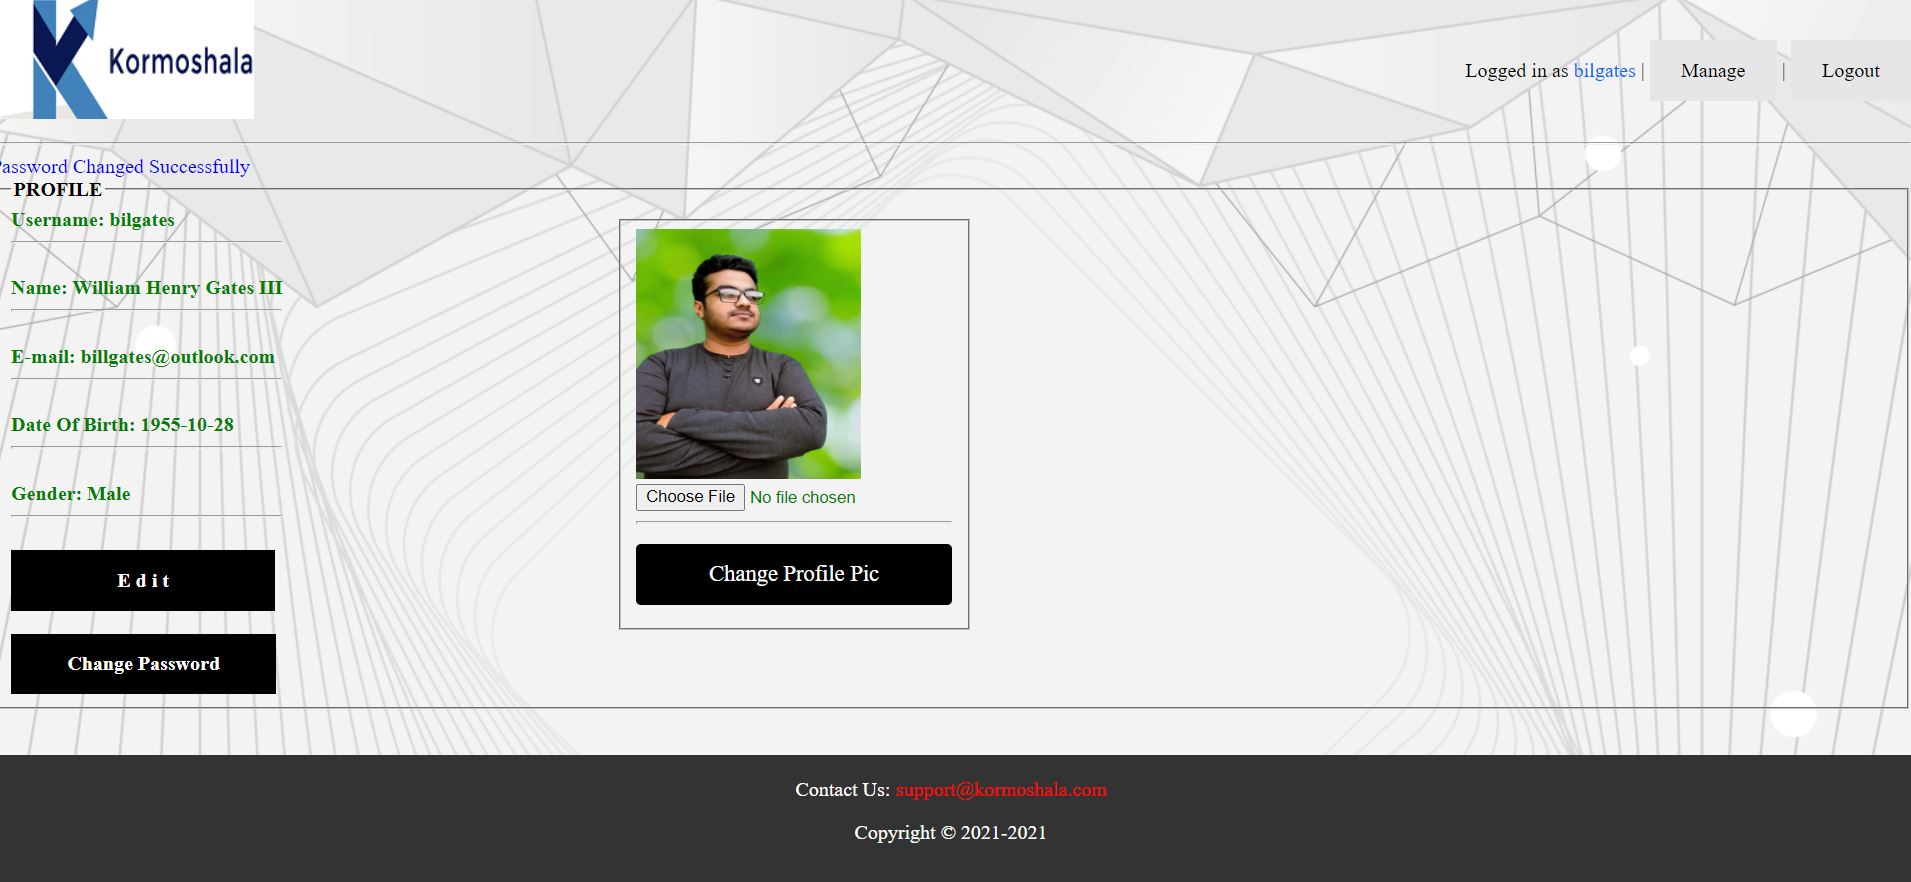 Kormoshala
Logged in as bilgates | Manage | Logout
Password Changed Successfully
PROFILE
Username: bilgates
Name: William Henry Gates III
E-mail: billgates@outlook.com
Date Of Birth: 1955-10-28
Gender: Male
E d i t
Change Password
Choose File No file chosen
Change Profile Pic
Contact Us: support@kormoshala.com
Copyright © 2021-2021